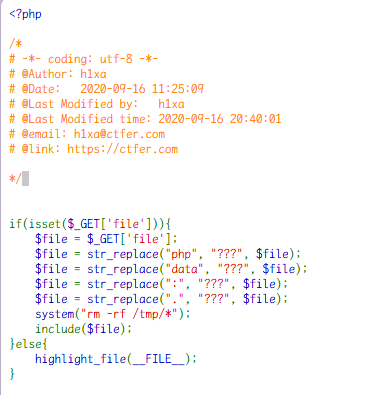 <?php
/*
# -*- coding: utf-8 -*-
# @Author: h1xa
# @Date:   2020-09-16 11:25:09
# @Last Modified by:   h1xa
# @Last Modified time: 2020-09-16 20:40:01
# @email: h1xa@ctfer.com
# @link: https://ctfer.com
*/
if(isset($_GET['file'])){
    $file = $_GET['file'];
    $file = str_replace("php", "???", $file);
    $file = str_replace("data", "???", $file);
    $file = str_replace(":", "???", $file);
    $file = str_replace(".", "???", $file);
    system("rm -rf /tmp/*");
    include($file);
}else{
    highlight_file(__FILE__);
}